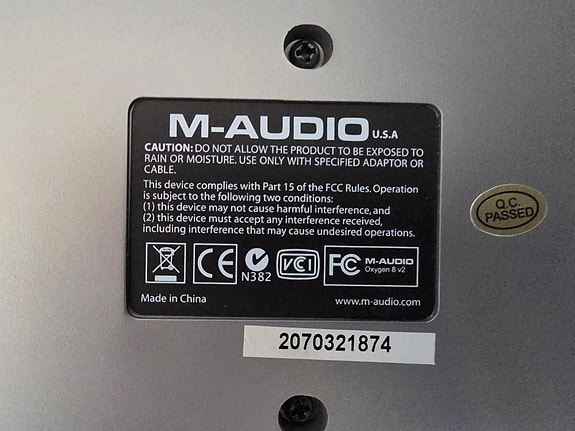 M-AUDIO U.S.A
CAUTION: DO NOT ALLOW THE PRODUCT TO BE EXPOSED TO
RAIN OR MOISTURE. USE ONLY WITH SPECIFIED ADAPTOR OR
CABLE.
This device complies with Part 15 of the FCC Rules. Operation
is subject to the following two conditions:
(1) this device may not cause harmful interference, and
(2) this device must accept any interference received,
including interference that may cause undesired operations.
CE
N382
VCI
FC
M-AUDIO
Oxygen 8 v2
Made in China
www.m-audio.com
Q.C.
PASSED
2070321874